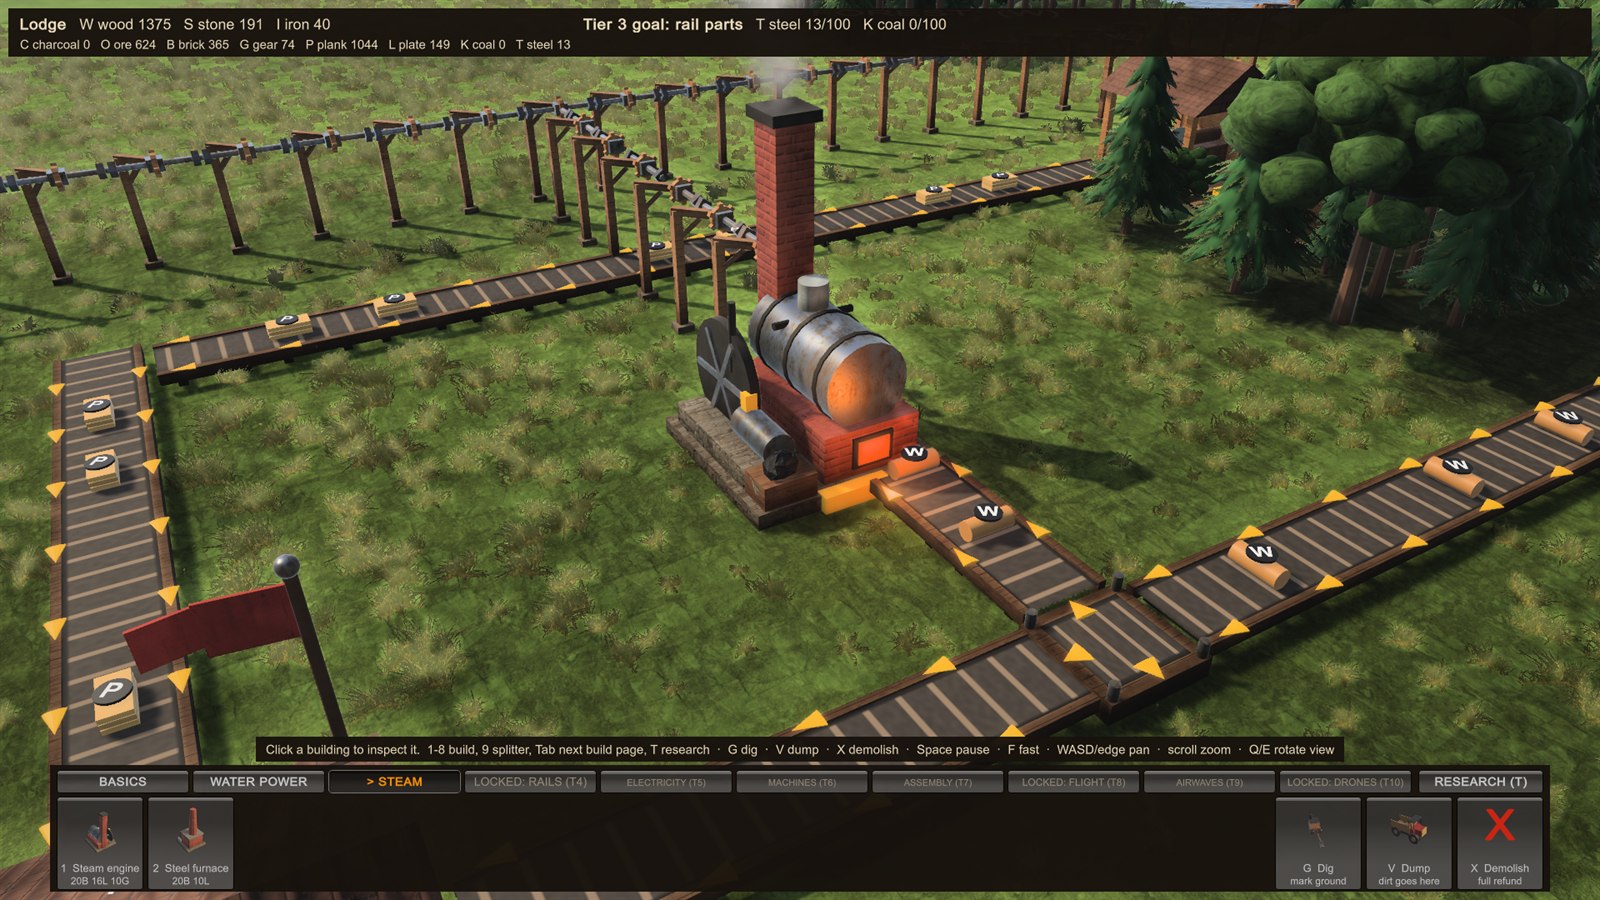 Lodge W wood 1375 S stone 191 I iron 40
Tier 3 goal: rail parts T steel 13/100 K coal 0/100
C charcoal 0 O ore 624 B brick 365 G gear 74 P plank 1044 L plate 149 K coal 0 T steel 13
P
P
P
P
P
P
P
P
W
W
W
W
W
P
Click a building to inspect it. 1-8 build, 9 splitter, Tab next build page, T research · G dig · V dump · X demolish · Space pause · F fast · WASD/edge pan · scroll zoom · Q/E rotate view
BASICS
WATER POWER
> STEAM
LOCKED: RAILS (T4)
ELECTRICITY (T5)
MACHINES (T6)
ASSEMBLY (T7)
LOCKED: FLIGHT (T8)
AIRWAVES (T9)
LOCKED: DRONES (T10)
RESEARCH (T)
1 Steam engine
20B 16L 10G
2 Steel furnace
20B 10L
G Dig
mark ground
V Dump
dirt goes here
X Demolish
full refund